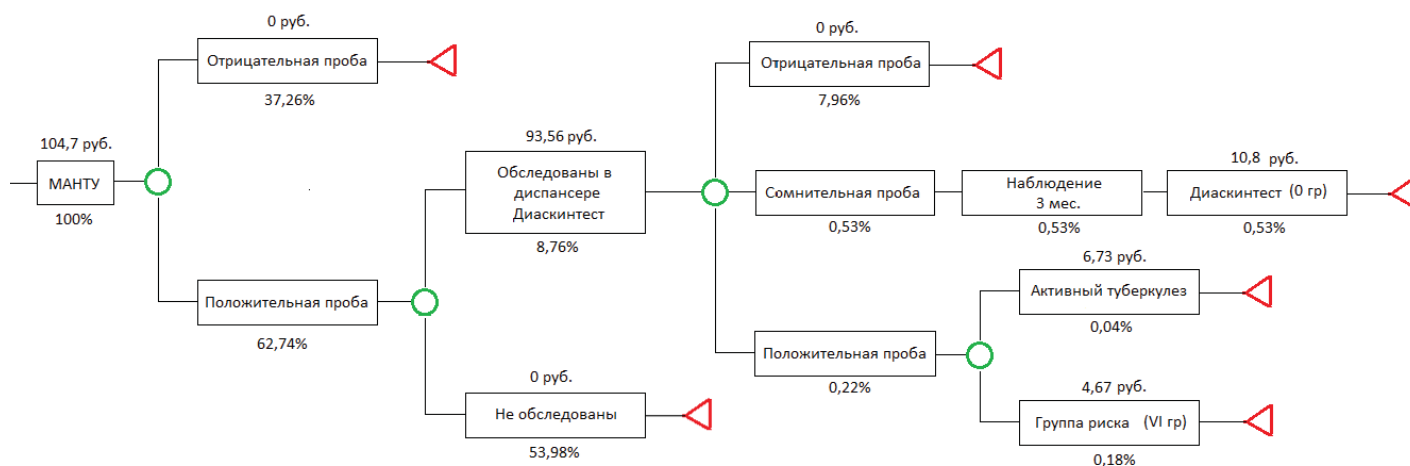 0 руб.
Отрицательная проба
37,26%
104,7 руб.
МАНТУ
100%
Положительная проба
62,74%
93,56 руб.
Обследованы в
диспансере
Диаскинтест
8,76%
0 руб.
Не обследованы
53,98%
0 руб.
Отрицательная проба
7,96%
Сомнительная проба
0,53%
Наблюдение
3 мес.
0,53%
10,8 руб.
Диаскинтест (0 гр)
0,53%
Положительная проба
0,22%
6,73 руб.
Активный туберкулез
0,04%
4,67 руб.
Группа риска (VI гр)
0,18%